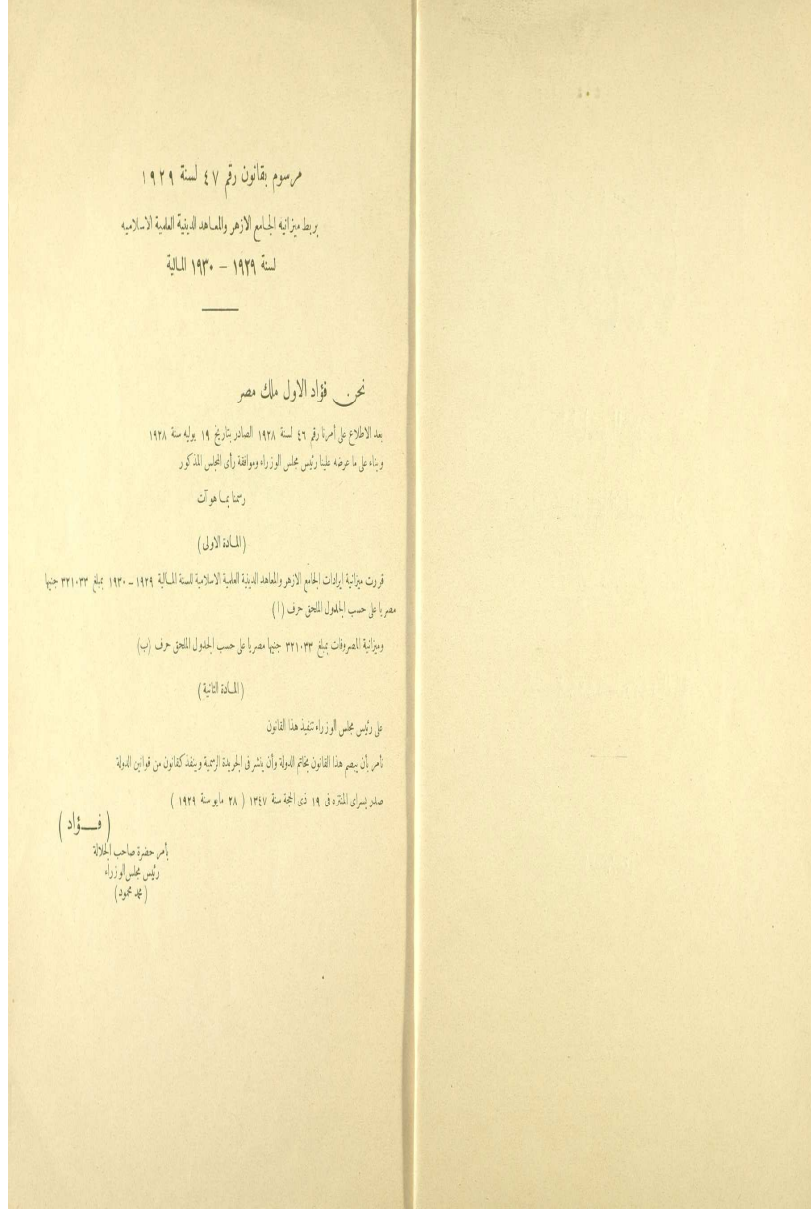 مرسوم بقانون رقم ٤٧ لسنة ١٩٢٩
بربط ميزانيه الجامع الازهر والمعاهد الدينية العلمية الاسلاميه
لسنة ١٩٢٩ – ١٩٣٠ المالية
نحن فؤاد الاول ملك مصر
بعد الاطلاع على أمرنا رقم ٤٦ لسنة ١٩٢٨ الصادر بتاريخ ١٩ يوليه سنة ١٩٢٨
وبناء على ما عرضه علينا رئيس مجلس الوزراء وموافقة رأى المجلس المذكور
رسمنا بما هو آت
(المادة الاولى)
قررت ميزانية إيرادات الجامع الازهر والمعاهد الدينية العلمية الاسلامية للسنة المالية ١٩٢٩ – ١٩٣٠ بمبلغ ٣٢١٠٣٣ جنيها
مصريا على حسب الجدول الملحق حرف (ا)
وميزانية المصروفات بمبلغ ٣٢١٠٣٣ جنيها مصريا على حسب الجدول الملحق حرف (ب)
(المادة الثانية)
على رئيس مجلس الوزراء تنفيذ هذا القانون
نأمر بأن يبصم هذا القانون بخاتم الدولة وأن ينشر فى الجريدة الرسمية وينفذ كقانون من قوانين الدولة
صدر بسراى المنتزه فى ١٩ ذى الحجة سنة ١٣٤٧ (٢٨ مايو سنة ١٩٢٩)
(فـــؤاد)
بأمر حضرة صاحب الجلالة
رئيس مجلس الوزراء
(محمد محمود)